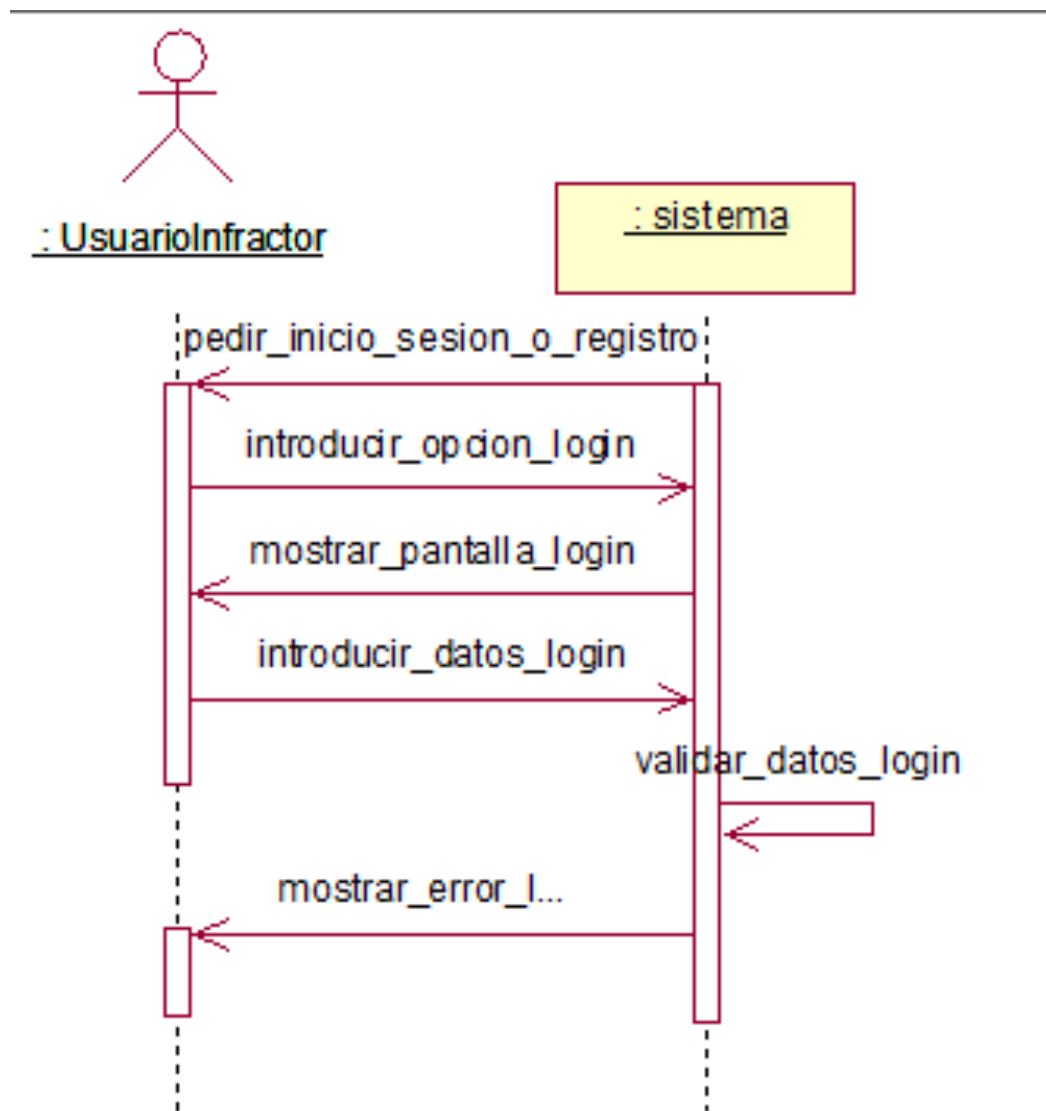 : UsuarioInfractor
: sistema
pedir_inicio_sesion_o_registro
introducir_opcion_login
mostrar_pantalla_login
introducir_datos_login
validar_datos_login
mostrar_error_l...